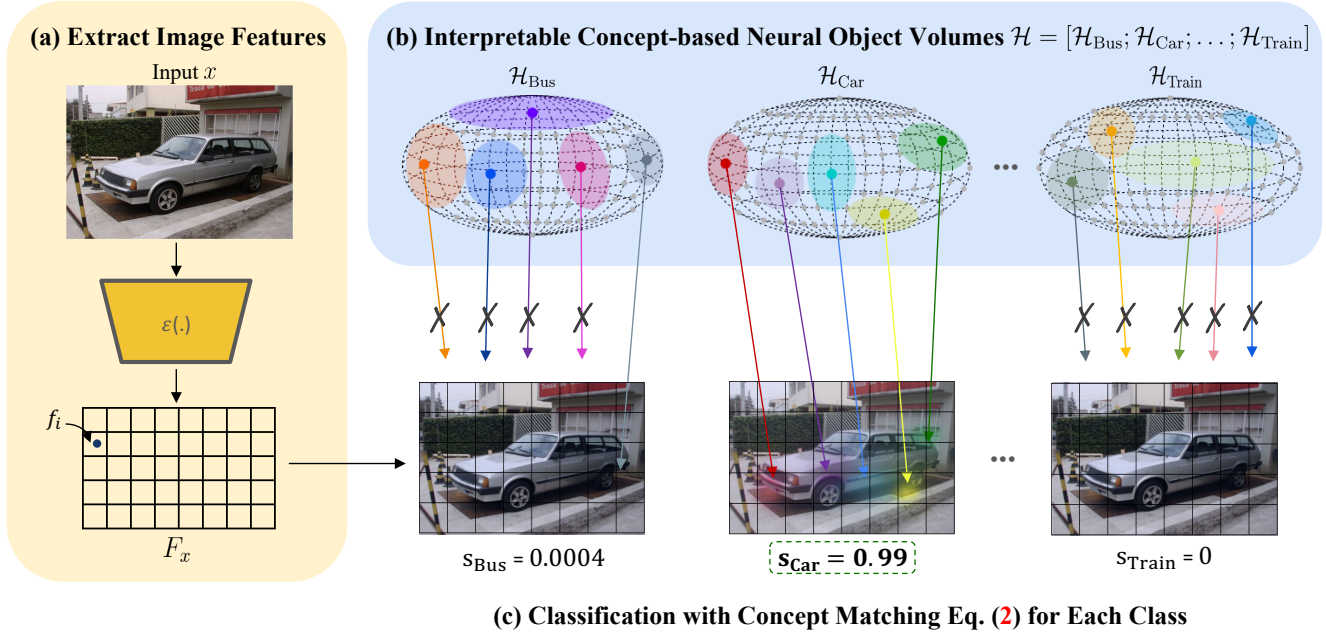 (a) Extract Image Features
Input x
ε(.)
f_i
F_x
(b) Interpretable Concept-based Neural Object Volumes ℋ = [ℋ_Bus; ℋ_Car; … ; ℋ_Train]
ℋ_Bus
ℋ_Car
ℋ_Train
...
...
s_Bus = 0.0004
s_Car = 0.99
s_Train = 0
(c) Classification with Concept Matching Eq. (2) for Each Class